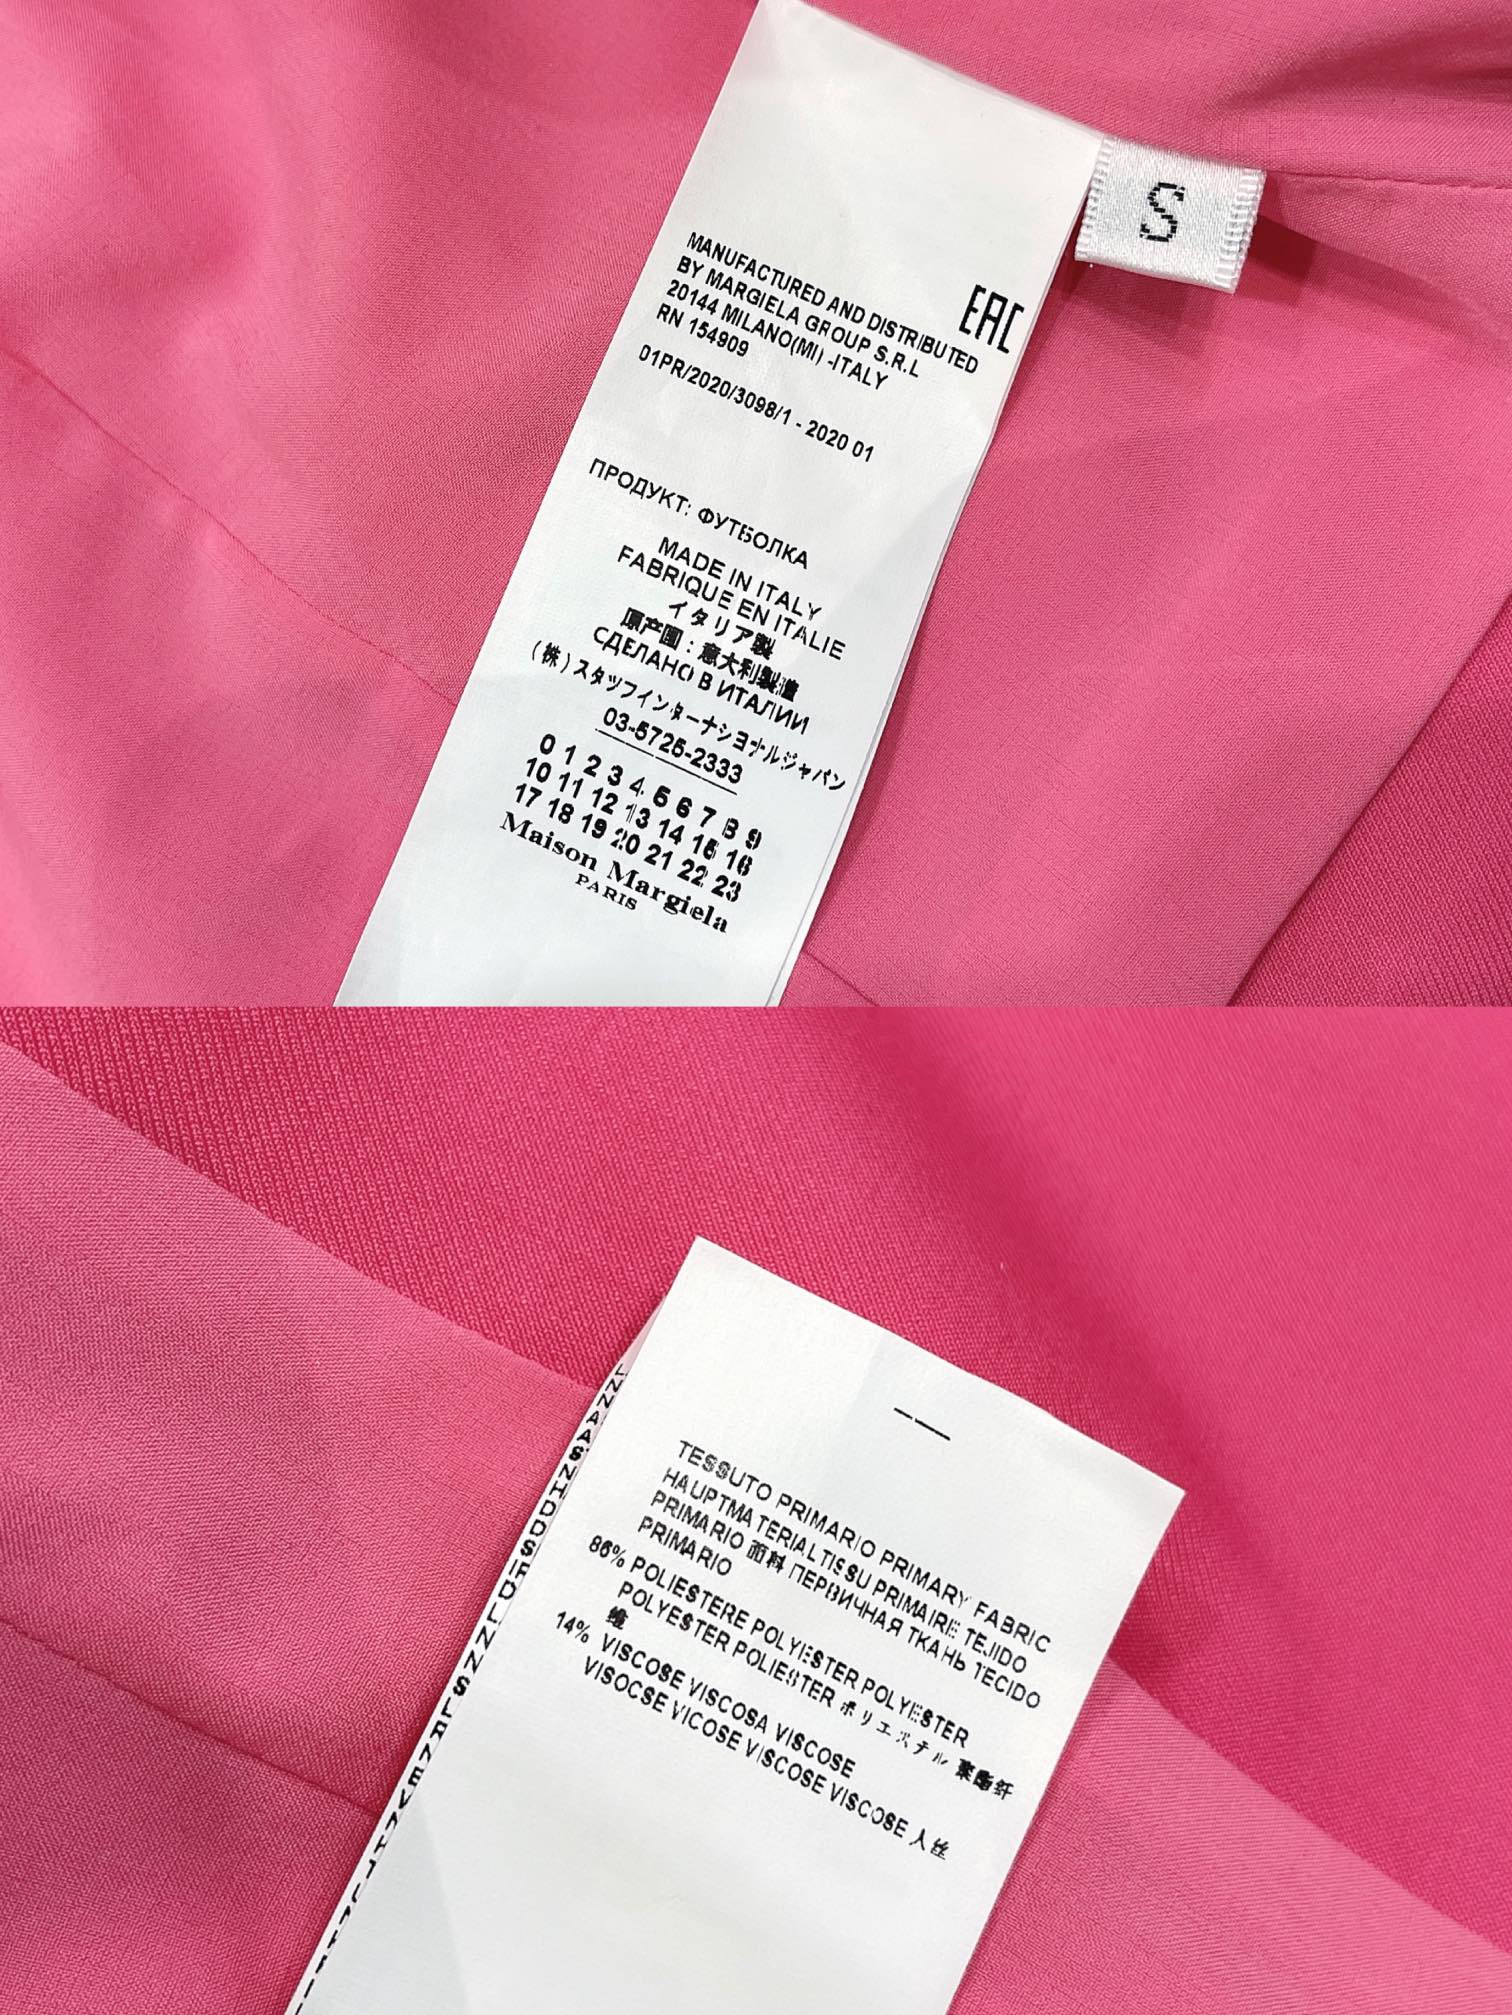 S
EAC
MANUFACTURED AND DISTRIBUTED
BY MARGIELA GROUP S.R.L
20144 MILANO(MI) -ITALY
RN 154909
01PR/2020/3098/1 - 2020 01
ПРОДУКТ: ФУТБОЛКА
MADE IN ITALY
FABRIQUE EN ITALIE
イタリア製
原产國：意大利製造
СДЕЛАНО В ИТАЛИИ
(株)スタッフインターナショナルジャパン
03-5725-2333
0 1 2 3 4 5 6 7 8 9
10 11 12 13 14 15 16
17 18 19 20 21 22 23
Maison Margiela
PARIS
TESSUTO PRIMARIO PRIMARY FABRIC
HAUPTMATERIAL TISSU PRIMAIRE TEJIDO
PRIMARIO 面料 ПЕРВИЧНАЯ ТКАНЬ TECIDO
PRIMARIO
86% POLIESTERE POLYESTER POLYESTER
POLYESTER POLIESTER ポリエステル 聚酯纤
维
14% VISCOSE VISCOSA VISCOSE
VISOCSE VICOSE VISCOSE VISCOSE 人丝